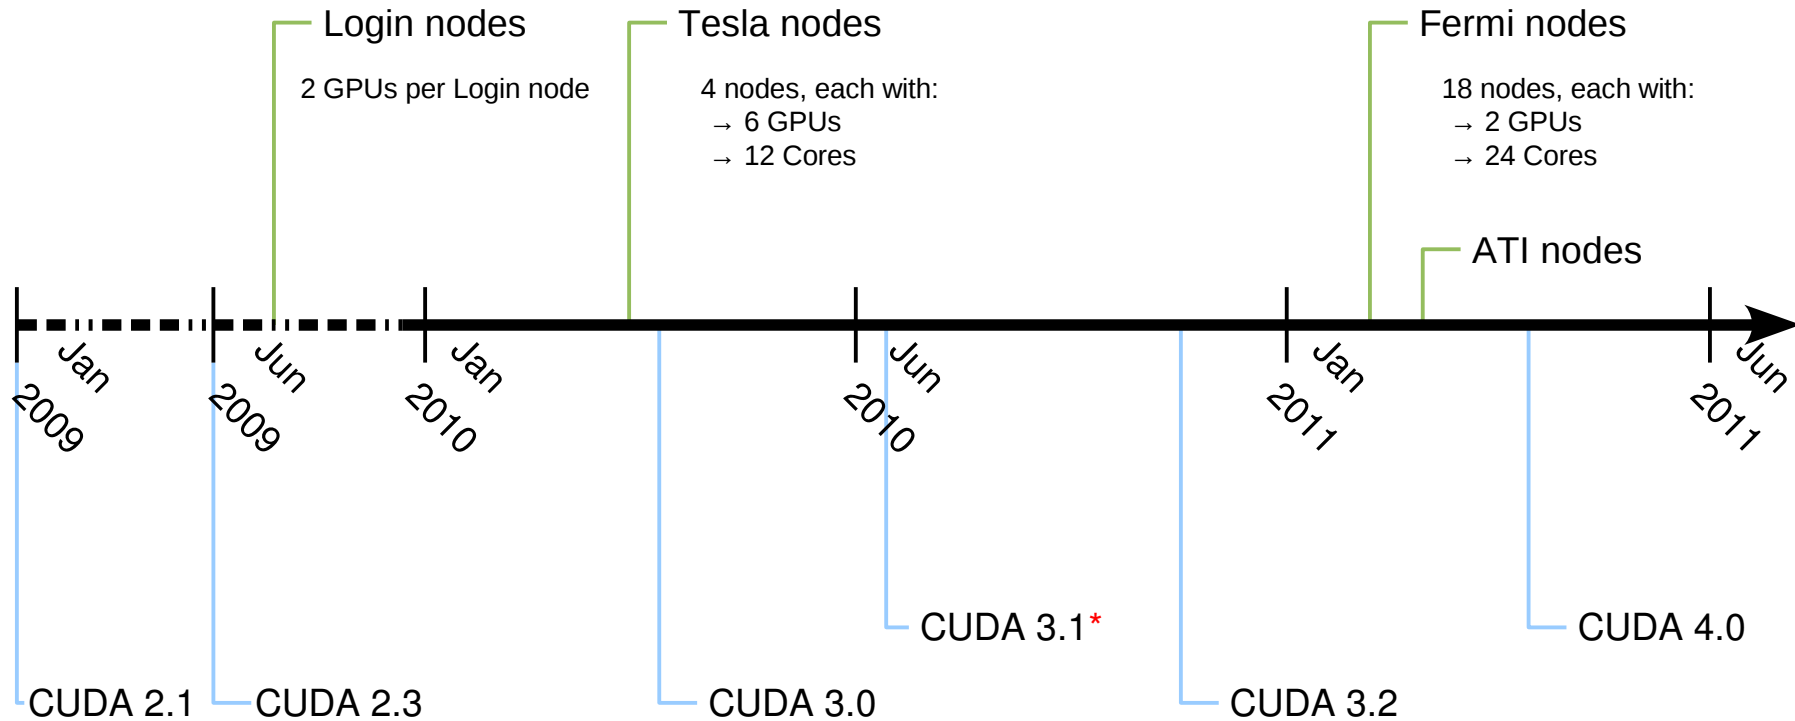 Login nodes
2 GPUs per Login node
Tesla nodes
4 nodes, each with:
→ 6 GPUs
→ 12 Cores
Fermi nodes
18 nodes, each with:
→ 2 GPUs
→ 24 Cores
ATI nodes
Jan
2009
Jun
2009
Jan
2010
Jun
2010
Jan
2011
Jun
2011
CUDA 3.1*
CUDA 4.0
CUDA 2.1
CUDA 2.3
CUDA 3.0
CUDA 3.2